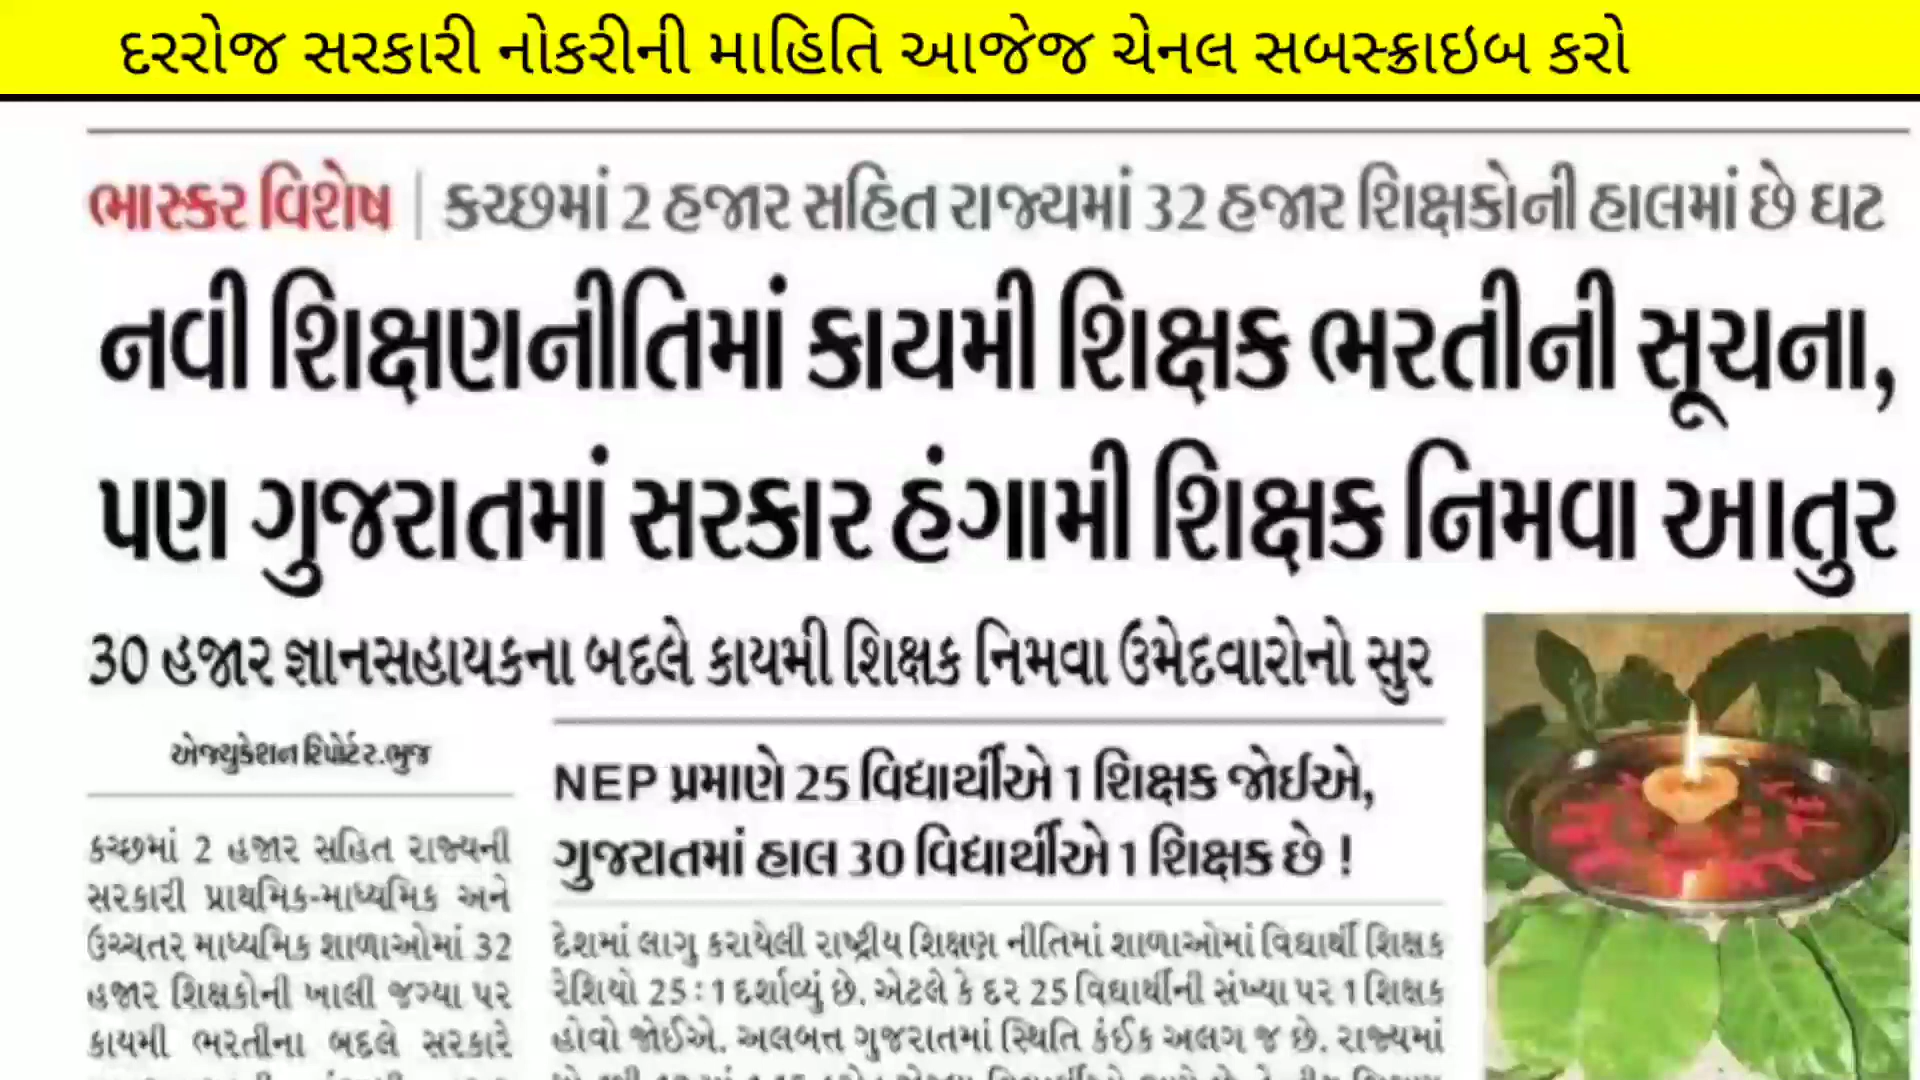 દરરોજ સરકારી નોકરીની માહિતિ આજેજ ચેનલ સબસ્ક્રાઇબ કરો
ભાસ્કર વિશેષ | કચ્છમાં 2 હજાર સહિત રાજ્યમાં 32 હજાર શિક્ષકોની હાલમાં છે ઘટ
નવી શિક્ષણનીતિમાં કાયમી શિક્ષક ભરતીની સૂચના,
પણ ગુજરાતમાં સરકાર હંગામી શિક્ષક નિમવા આતુર
30 હજાર જ્ઞાનસહાયકના બદલે કાયમી શિક્ષક નિમવા ઉમેદવારોનો સુર
એજ્યુકેશન રિપોર્ટર.ભુજ
કચ્છમાં 2 હજાર સહિત રાજ્યની
સરકારી પ્રાથમિક-માધ્યમિક અને
ઉચ્ચતર માધ્યમિક શાળાઓમાં 32
હજાર શિક્ષકોની ખાલી જગ્યા પર
કાયમી ભરતીના બદલે સરકારે
NEP પ્રમાણે 25 વિદ્યાર્થીએ 1 શિક્ષક જોઈએ,
ગુજરાતમાં હાલ 30 વિદ્યાર્થીએ 1 શિક્ષક છે !
દેશમાં લાગુ કરાયેલી રાષ્ટ્રીય શિક્ષણ નીતિમાં શાળાઓમાં વિદ્યાર્થી શિક્ષક
રેશિયો 25 : 1 દર્શાવ્યું છે. એટલે કે દર 25 વિદ્યાર્થીની સંખ્યા પર 1 શિક્ષક
હોવો જોઈએ. અલબત્ત ગુજરાતમાં સ્થિતિ કંઈક અલગ જ છે. રાજ્યમાં